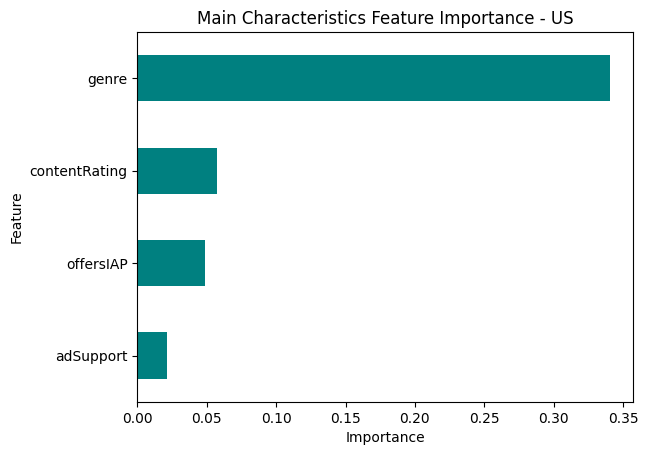 Main Characteristics Feature Importance - US
genre
contentRating
offersIAP
adSupport
Feature
0.00 0.05 0.10 0.15 0.20 0.25 0.30 0.35
Importance